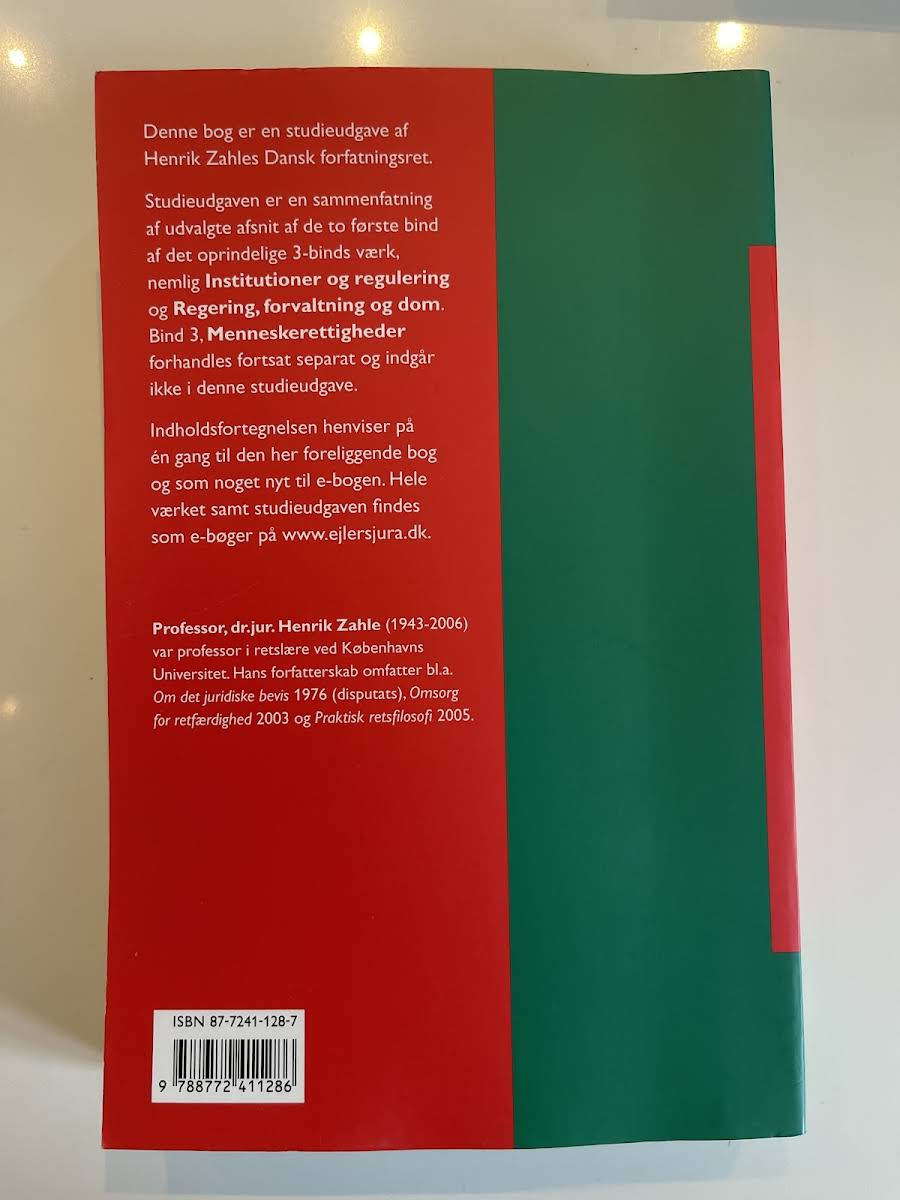 Denne bog er en studieudgave af
Henrik Zahles Dansk forfatningsret.
Studieudgaven er en sammenfatning
af udvalgte afsnit af de to første bind
af det oprindelige 3-binds værk,
nemlig Institutioner og regulering
og Regering, forvaltning og dom.
Bind 3, Menneskerettigheder
forhandles fortsat separat og indgår
ikke i denne studieudgave.
Indholdsfortegnelsen henviser på
én gang til den her foreliggende bog
og som noget nyt til e-bogen. Hele
værket samt studieudgaven findes
som e-bøger på www.ejlersjura.dk.
Professor, dr.jur. Henrik Zahle (1943-2006)
var professor i retslære ved Københavns
Universitet. Hans forfatterskab omfatter bl.a.
Om det juridiske bevis 1976 (disputats), Omsorg
for retfærdighed 2003 og Praktisk retsfilosofi 2005.
ISBN 87-7241-128-7
9 788772 411286